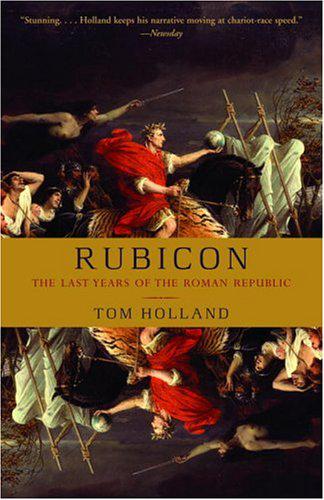 “Stunning. . . . Holland keeps his narrative moving at chariot-race speed.”
—Newsday
RUBICON
THE LAST YEARS OF THE ROMAN REPUBLIC
TOM HOLLAND